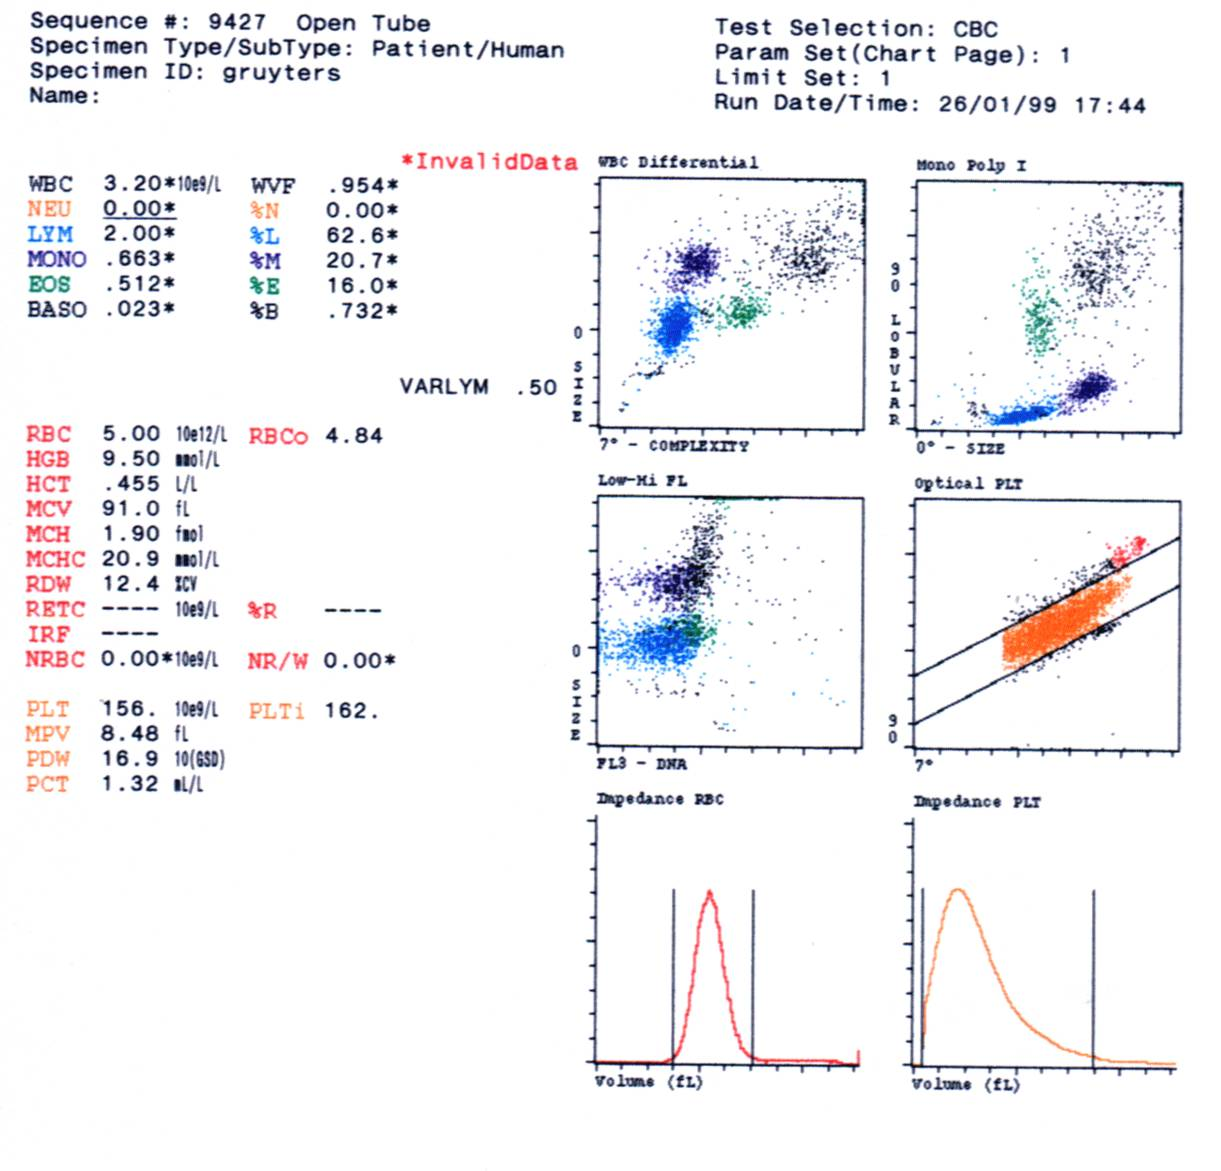 Sequence #: 9427  Open Tube
Specimen Type/SubType: Patient/Human
Specimen ID: gruyters
Name:
Test Selection: CBC
Param Set(Chart Page): 1
Limit Set: 1
Run Date/Time: 26/01/99 17:44
*InvalidData
WBC 3.20*10e9/L WVF .954*
NEU 0.00* %N 0.00*
LYM 2.00* %L 62.6*
MONO .663* %M 20.7*
EOS .512* %E 16.0*
BASO .023* %B .732*
VARLYM .50
RBC 5.00 10e12/L RBCo 4.84
HGB 9.50 mmol/L
HCT .455 L/L
MCV 91.0 fL
MCH 1.90 fmol
MCHC 20.9 mmol/L
RDW 12.4 %CV
RETC ---- 10e9/L %R ----
IRF ----
NRBC 0.00*10e9/L NR/W 0.00*
PLT 156. 10e9/L PLTi 162.
MPV 8.48 fL
PDW 16.9 10(GSD)
PCT 1.32 mL/L
WBC Differential
0 SIZE
7° - COMPLEXITY
Mono Poly I
90 LOBULAR
0° - SIZE
Low-Hi FL
0 SIZE
FL3 - DNA
Optical PLT
90
7°
Impedance RBC
Volume (fL)
Impedance PLT
Volume (fL)